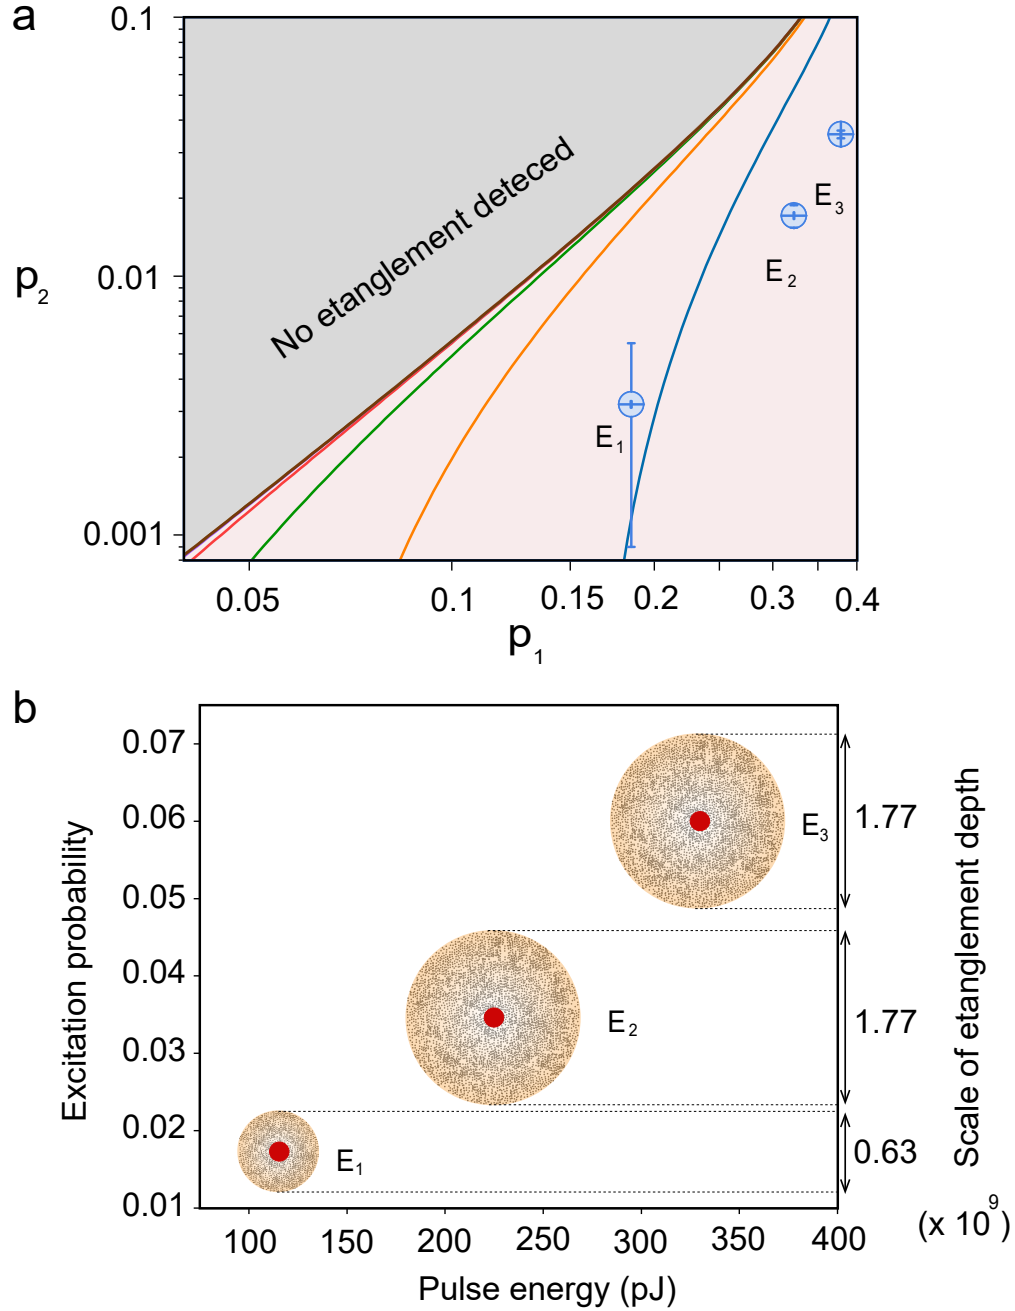 a
0.1
No etanglement deteced
p2
0.01
0.001
E3
E2
E1
0.05
0.1
0.15
0.2
0.3
0.4
p1
b
0.07
0.06
0.05
0.04
0.03
0.02
0.01
Excitation probability
E3
E2
E1
1.77
1.77
0.63
(x 10^9)
Scale of etanglement depth
100
150
200
250
300
350
400
Pulse energy (pJ)